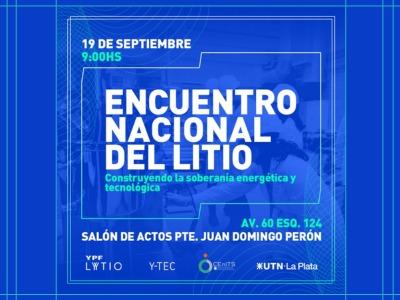 19 DE SEPTIEMBRE
9:00HS
ENCUENTRO
NACIONAL
DEL LITIO
Construyendo la soberanía energética y
tecnológica
AV. 60 ESQ. 124
SALÓN DE ACTOS PTE. JUAN DOMINGO PERÓN
YPF
LITIO
Y-TEC
CEnITS
UTN·La Plata